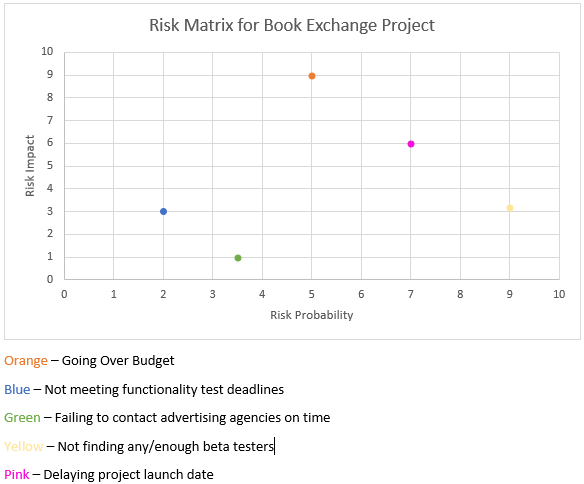 Risk Matrix for Book Exchange Project
10
9
8
7
6
5
4
3
2
1
0
Risk Impact
0 1 2 3 4 5 6 7 8 9 10
Risk Probability
Orange – Going Over Budget
Blue – Not meeting functionality test deadlines
Green – Failing to contact advertising agencies on time
Yellow – Not finding any/enough beta testers
Pink – Delaying project launch date